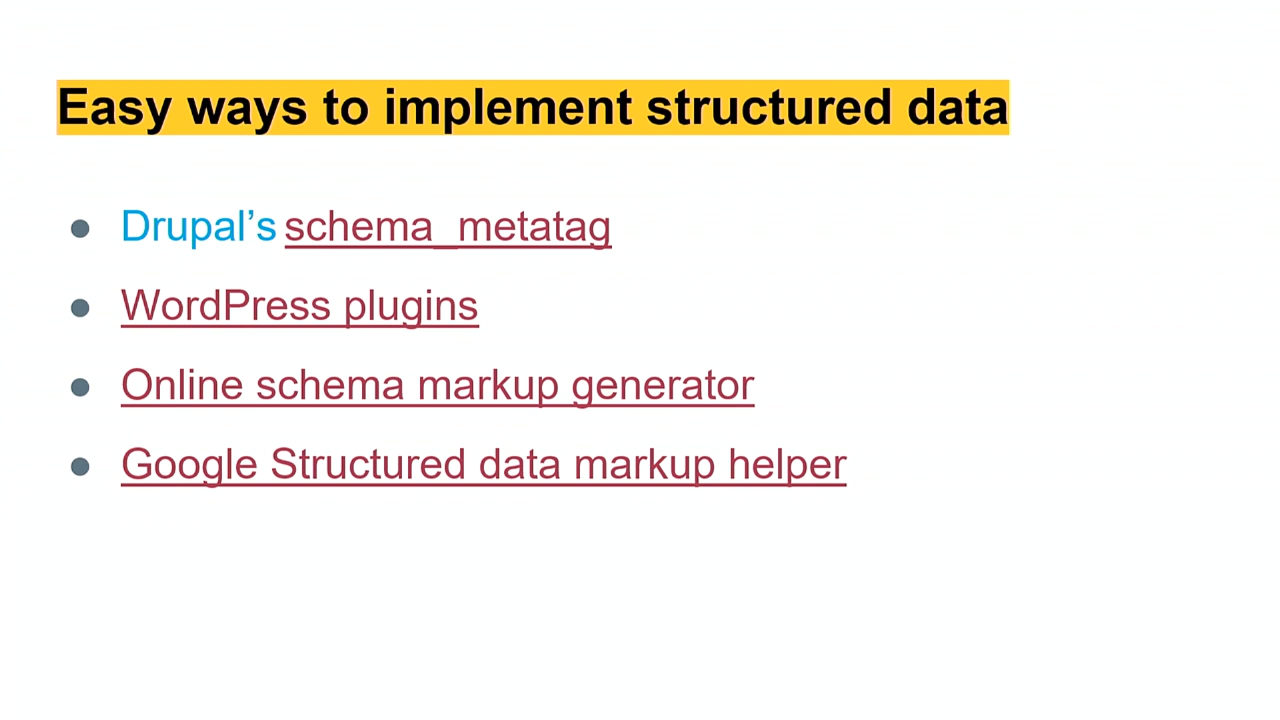 Easy ways to implement structured data
Drupal’s schema_metatag
WordPress plugins
Online schema markup generator
Google Structured data markup helper